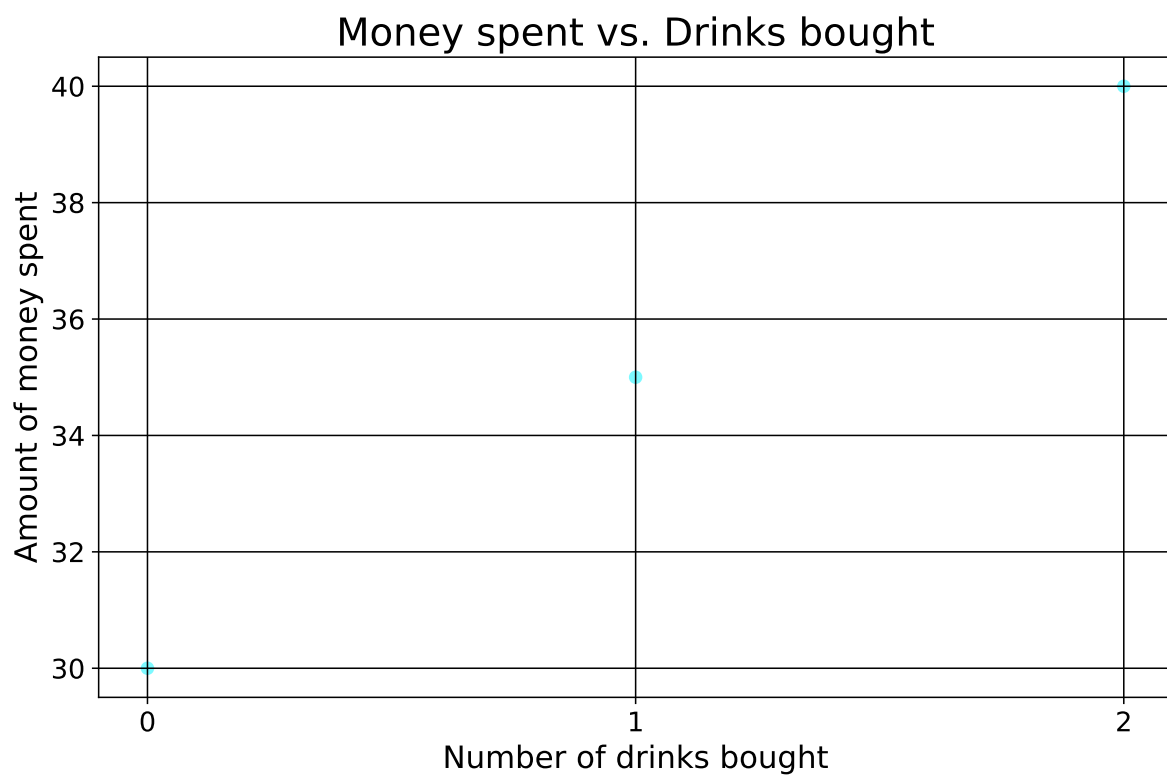 Money spent vs. Drinks bought
Amount of money spent
40
38
36
34
32
30
0 1 2
Number of drinks bought